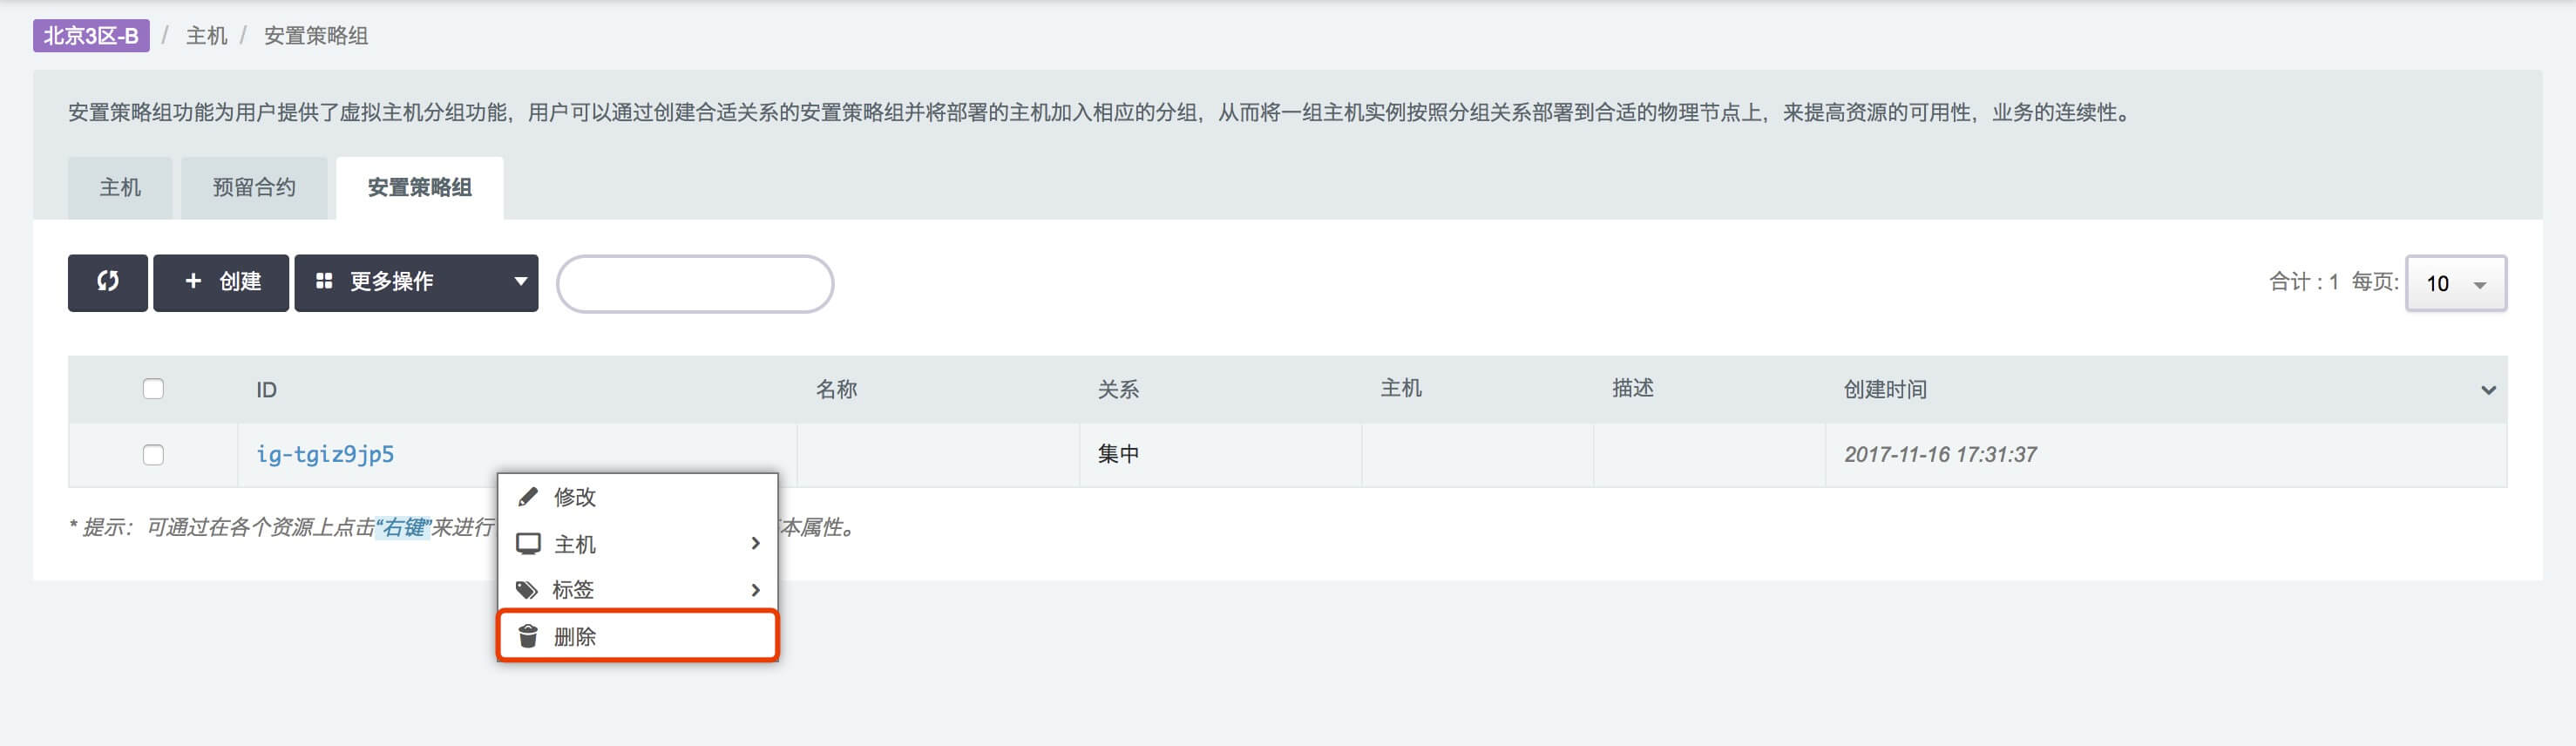 北京3区-B / 主机 / 安置策略组
安置策略组功能为用户提供了虚拟主机分组功能，用户可以通过创建合适关系的安置策略组并将部署的主机加入相应的分组，从而将一组主机实例按照分组关系部署到合适的物理节点上，来提高资源的可用性，业务的连续性。
主机 预留合约 安置策略组
创建 更多操作 合计 : 1 每页: 10
ID 名称 关系 主机 描述 创建时间
ig-tgiz9jp5 集中 2017-11-16 17:31:37
修改
* 提示：可通过在各个资源上点击“右键”来进行 本属性。
主机
标签
删除